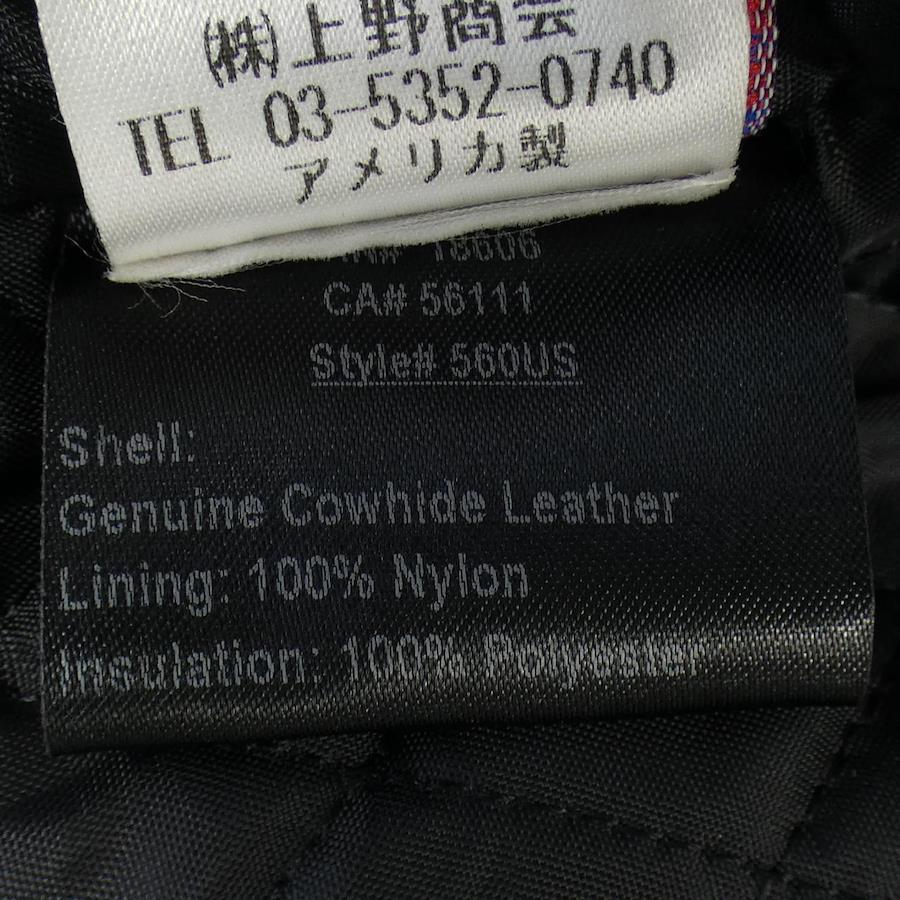 ㈱上野商会
TEL 03-5352-0740
アメリカ製
18606
CA# 56111
Style# 560US
Shell:
Genuine Cowhide Leather
Lining: 100% Nylon
Insulation: 100% Polyester